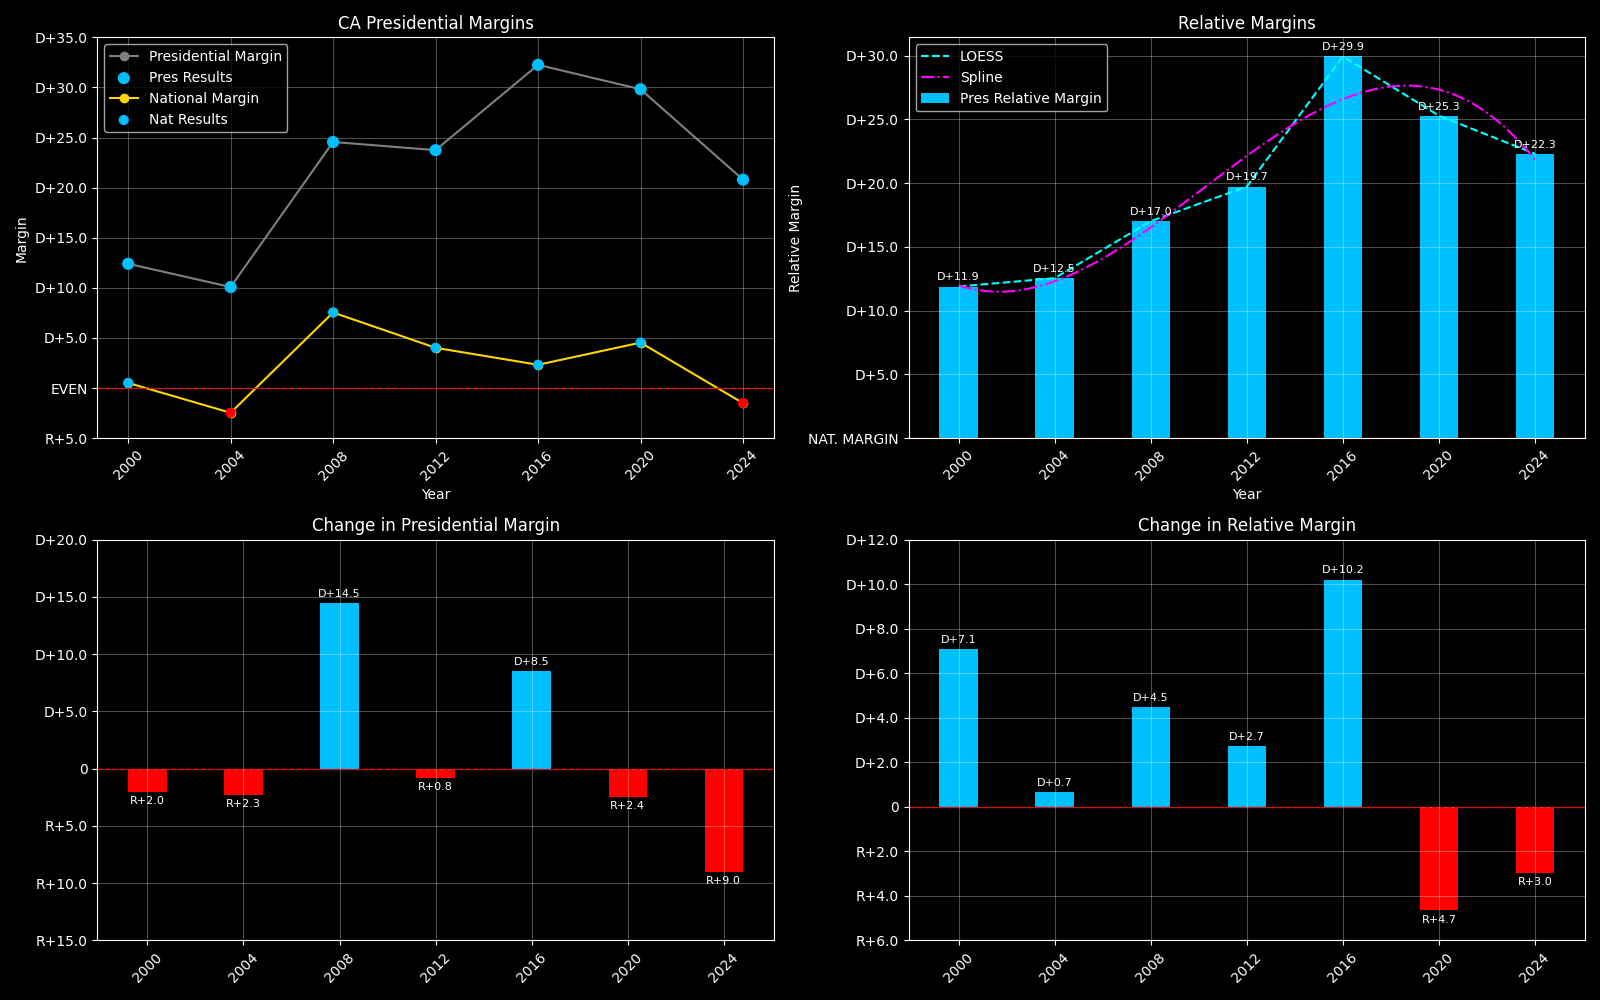 CA Presidential Margins
D+35.0
D+30.0
D+25.0
D+20.0
D+15.0
D+10.0
D+5.0
EVEN
R+5.0
Margin
Presidential Margin
Pres Results
National Margin
Nat Results
2000
2004
2008
2012
2016
2020
2024
Year
Relative Margins
D+30.0
D+25.0
D+20.0
D+15.0
D+10.0
D+5.0
NAT. MARGIN
Relative Margin
LOESS
Spline
Pres Relative Margin
D+11.9
D+12.5
D+17.0
D+19.7
D+29.9
D+25.3
D+22.3
2000
2004
2008
2012
2016
2020
2024
Year
Change in Presidential Margin
D+20.0
D+15.0
D+10.0
D+5.0
0
R+5.0
R+10.0
R+15.0
R+2.0
R+2.3
D+14.5
R+0.8
D+8.5
R+2.4
R+9.0
2000
2004
2008
2012
2016
2020
2024
Change in Relative Margin
D+12.0
D+10.0
D+8.0
D+6.0
D+4.0
D+2.0
0
R+2.0
R+4.0
R+6.0
D+7.1
D+0.7
D+4.5
D+2.7
D+10.2
R+4.7
R+3.0
2000
2004
2008
2012
2016
2020
2024